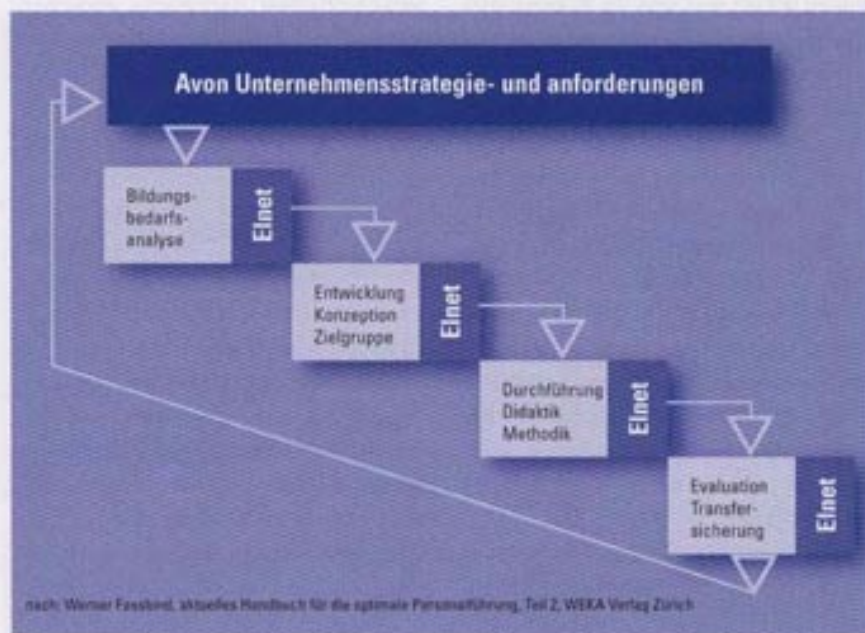 Avon Unternehmensstrategie- und anforderungen
Bildungs-
bedarfs-
analyse
Elnet
Entwicklung
Konzeption
Zielgruppe
Elnet
Durchführung
Didaktik
Methodik
Elnet
Evaluation
Transfer-
sicherung
Elnet
nach: Werner Fassbind, aktuelles Handbuch für die optimale Personalführung, Teil 2, WEKA Verlag Zürich